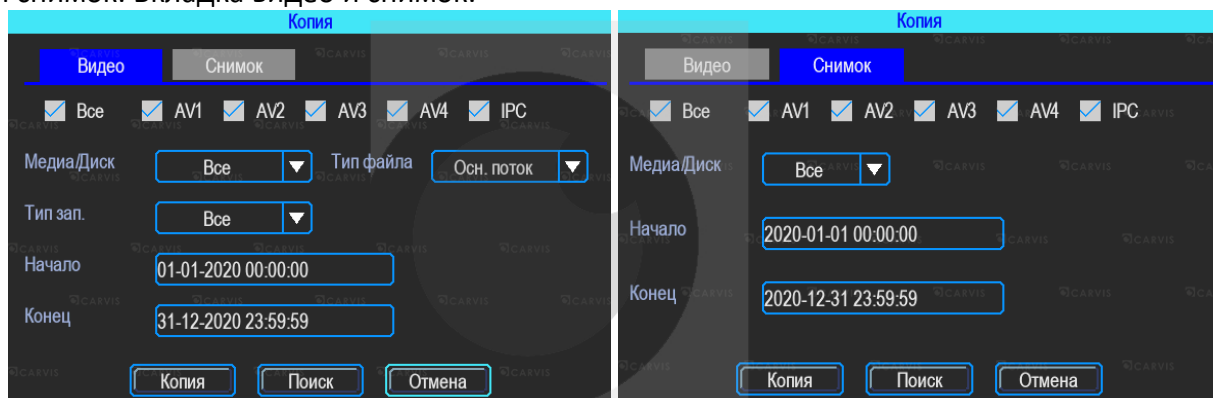 Копия
Видео Снимок
Все AV1 AV2 AV3 AV4 IPC
Медиа/Диск Все Тип файла Осн. поток
Тип зап. Все
Начало 01-01-2020 00:00:00
Конец 31-12-2020 23:59:59
Копия Поиск Отмена
Копия
Видео Снимок
Все AV1 AV2 AV3 AV4 IPC
Медиа/Диск Все
Начало 2020-01-01 00:00:00
Конец 2020-12-31 23:59:59
Копия Поиск Отмена
CARVIS